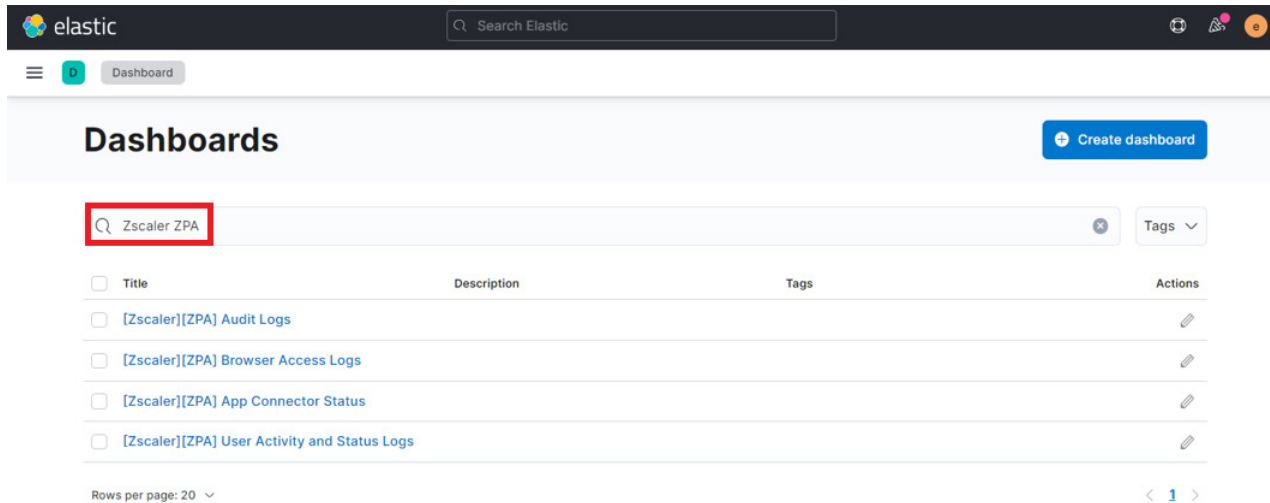 elastic
Search Elastic
e
D
Dashboard
Dashboards
Create dashboard
Zscaler ZPA
Tags
Title Description Tags Actions
[Zscaler][ZPA] Audit Logs
[Zscaler][ZPA] Browser Access Logs
[Zscaler][ZPA] App Connector Status
[Zscaler][ZPA] User Activity and Status Logs
Rows per page: 20
1